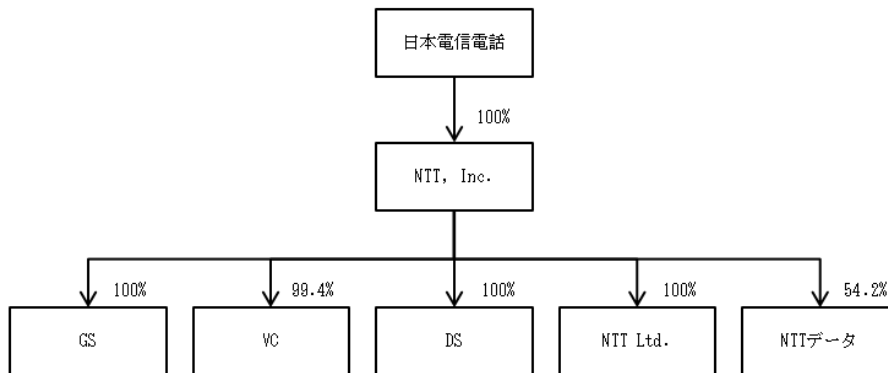 日本電信電話
100%
NTT, Inc.
100%
99.4%
100%
100%
54.2%
GS
VC
DS
NTT Ltd.
NTTデータ